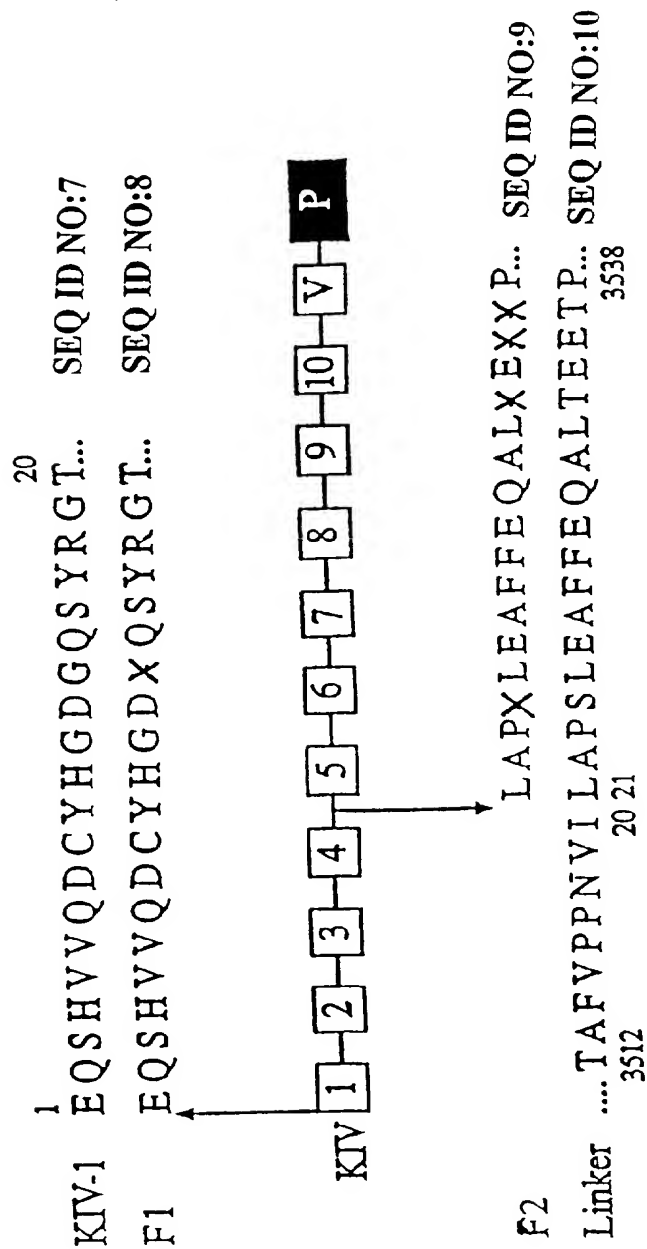 1 20
KIV-1 E Q S H V V Q D C Y H G D G Q S Y R G T... SEQ ID NO:7
F1 E Q S H V V Q D C Y H G D X Q S Y R G T... SEQ ID NO:8
KIV 1 2 3 4 5 6 7 8 9 10 V P
F2 L A P X L E A F F E Q A L X E X X P... SEQ ID NO:9
Linker ....T A F V P P N V I L A P S L E A F F E Q A L T E E T P... SEQ ID NO:10
3512 20 21 3538